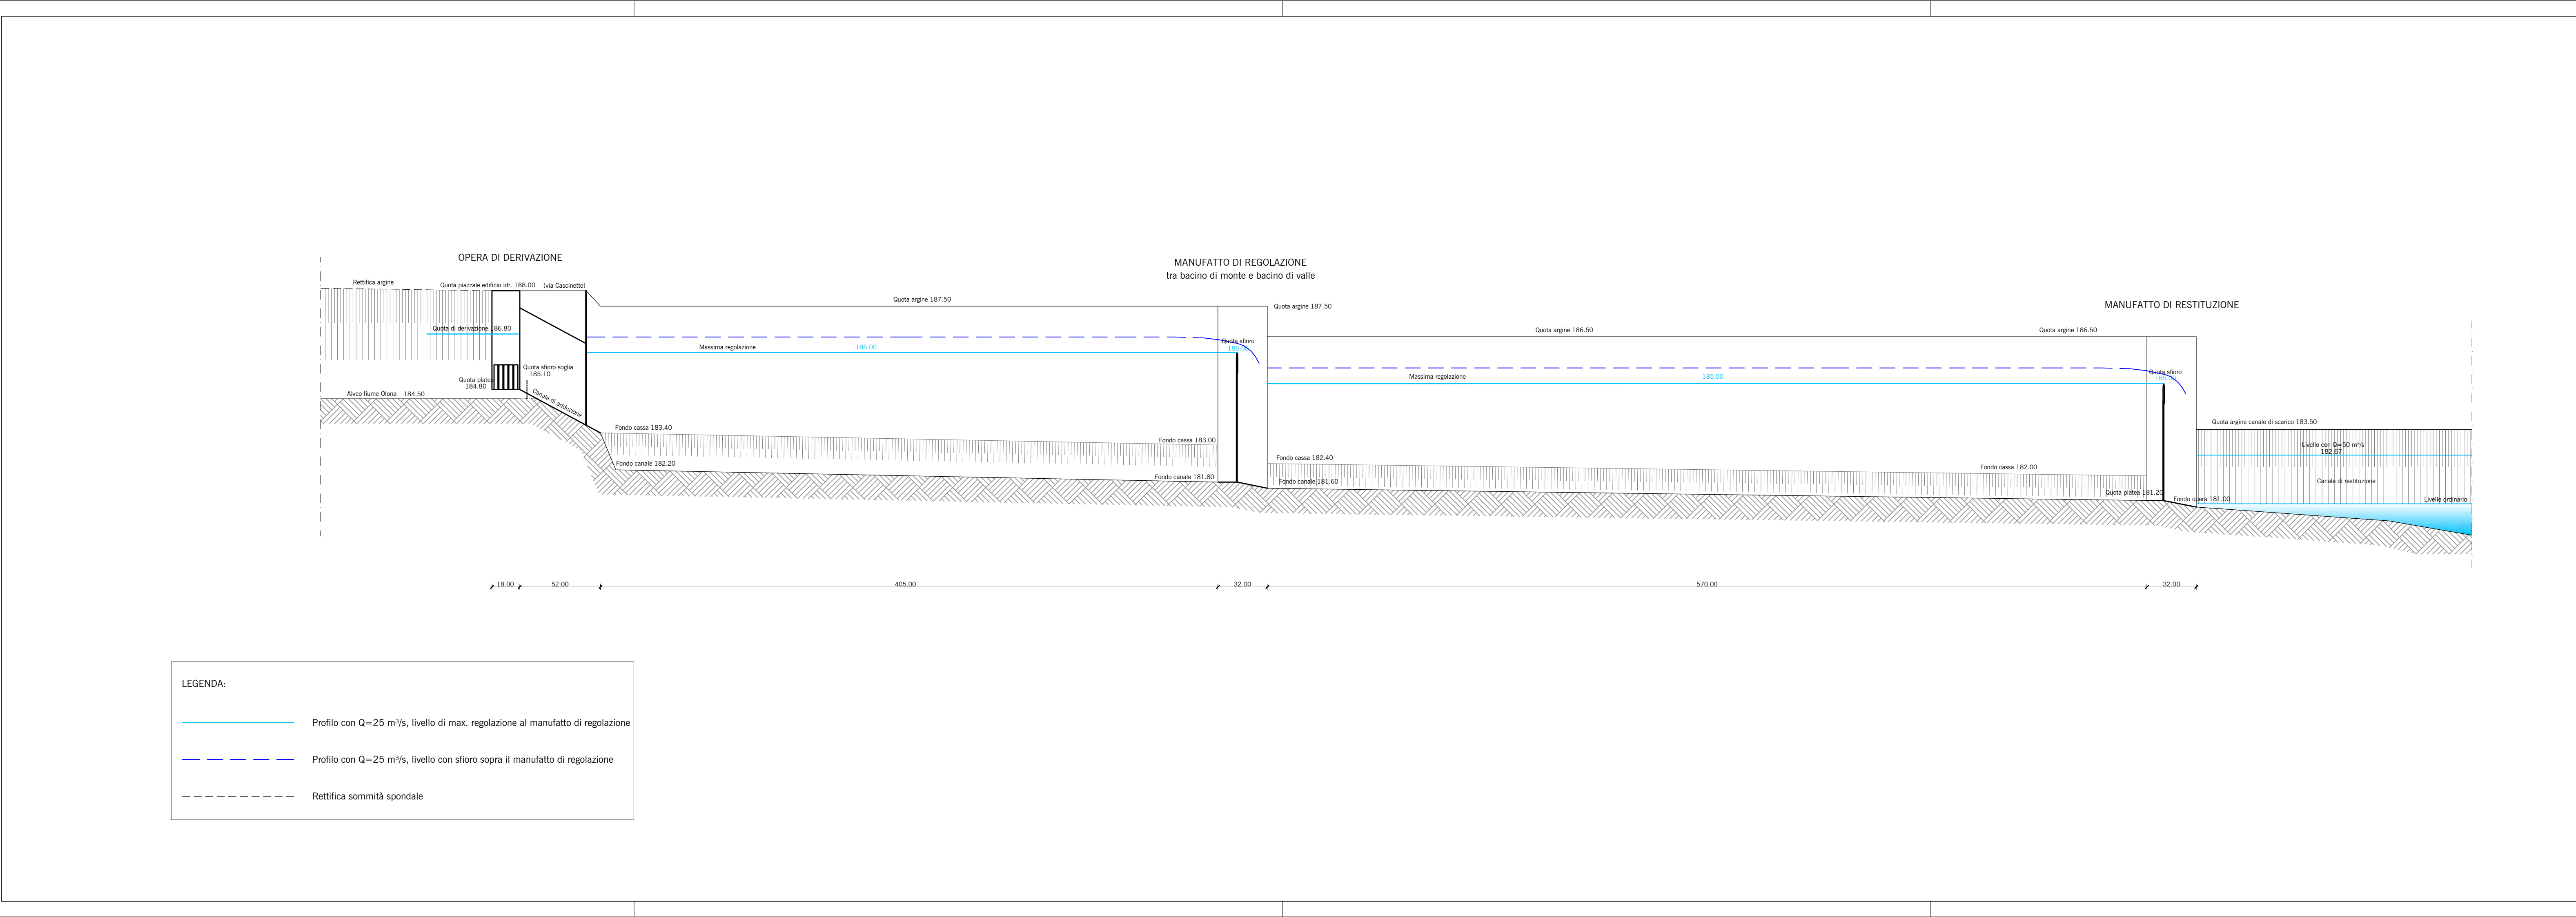 OPERA DI DERIVAZIONE
MANUFATTO DI REGOLAZIONE
tra bacino di monte e bacino di valle
MANUFATTO DI RESTITUZIONE
Rettifica argine
Quota piazzale edificio idr. 188.00
(via Cascinette)
Quota argine 187.50
Quota argine 187.50
Quota di derivazione 186.80
Quota argine 186.50
Quota argine 186.50
Massima regolazione
186.00
Quota sfioro
186.00
Quota sfioro soglia
185.10
Quota platea
184.80
Massima regolazione
185.00
Quota sfioro
185.00
Alveo fiume Olona
184.50
Canale di adduzione
Quota argine canale di scarico 183.50
Fondo cassa 183.40
Fondo cassa 183.00
Livello con Q=50 m³/s
182.67
Fondo canale 182.20
Fondo cassa 182.40
Fondo cassa 182.00
Fondo canale 181.80
Fondo canale 181.60
Canale di restituzione
Quota platea 181.20
Fondo opera 181.00
Livello ordinario
18.00
52.00
405.00
32.00
570.00
32.00
LEGENDA:
Profilo con Q=25 m³/s, livello di max. regolazione al manufatto di regolazione
Profilo con Q=25 m³/s, livello con sfioro sopra il manufatto di regolazione
Rettifica sommità spondale